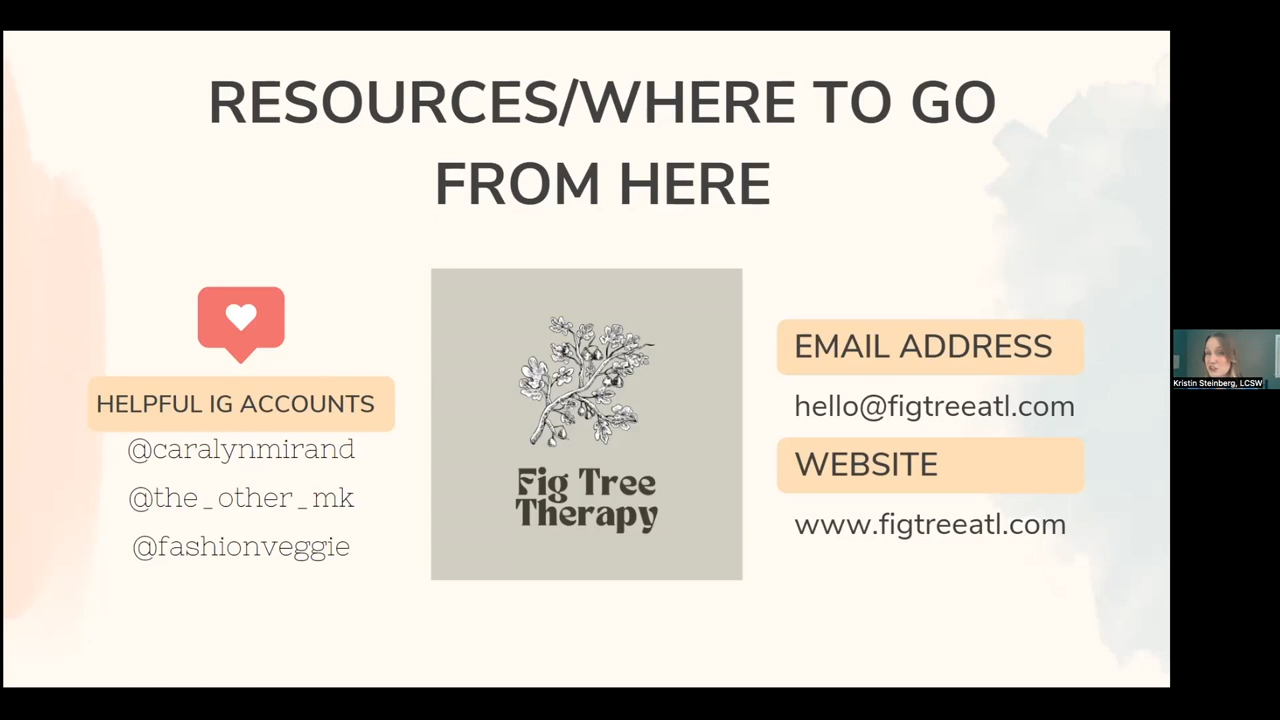 RESOURCES/WHERE TO GO
FROM HERE
HELPFUL IG ACCOUNTS
@caralynmirand
@the_other_mk
@fashionveggie
Fig Tree
Therapy
EMAIL ADDRESS
hello@figtreeatl.com
WEBSITE
www.figtreeatl.com
Kristin Steinberg, LCSW